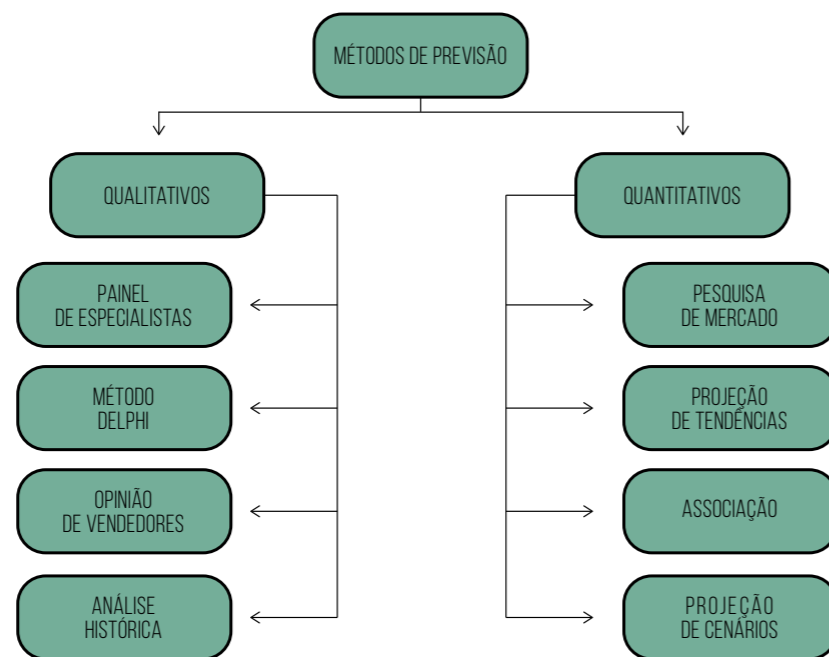 MÉTODOS DE PREVISÃO
QUALITATIVOS
QUANTITATIVOS
PAINEL
DE ESPECIALISTAS
PESQUISA
DE MERCADO
MÉTODO
DELPHI
PROJEÇÃO
DE TENDÊNCIAS
OPINIÃO
DE VENDEDORES
ASSOCIAÇÃO
ANÁLISE
HISTÓRICA
PROJEÇÃO
DE CENÁRIOS